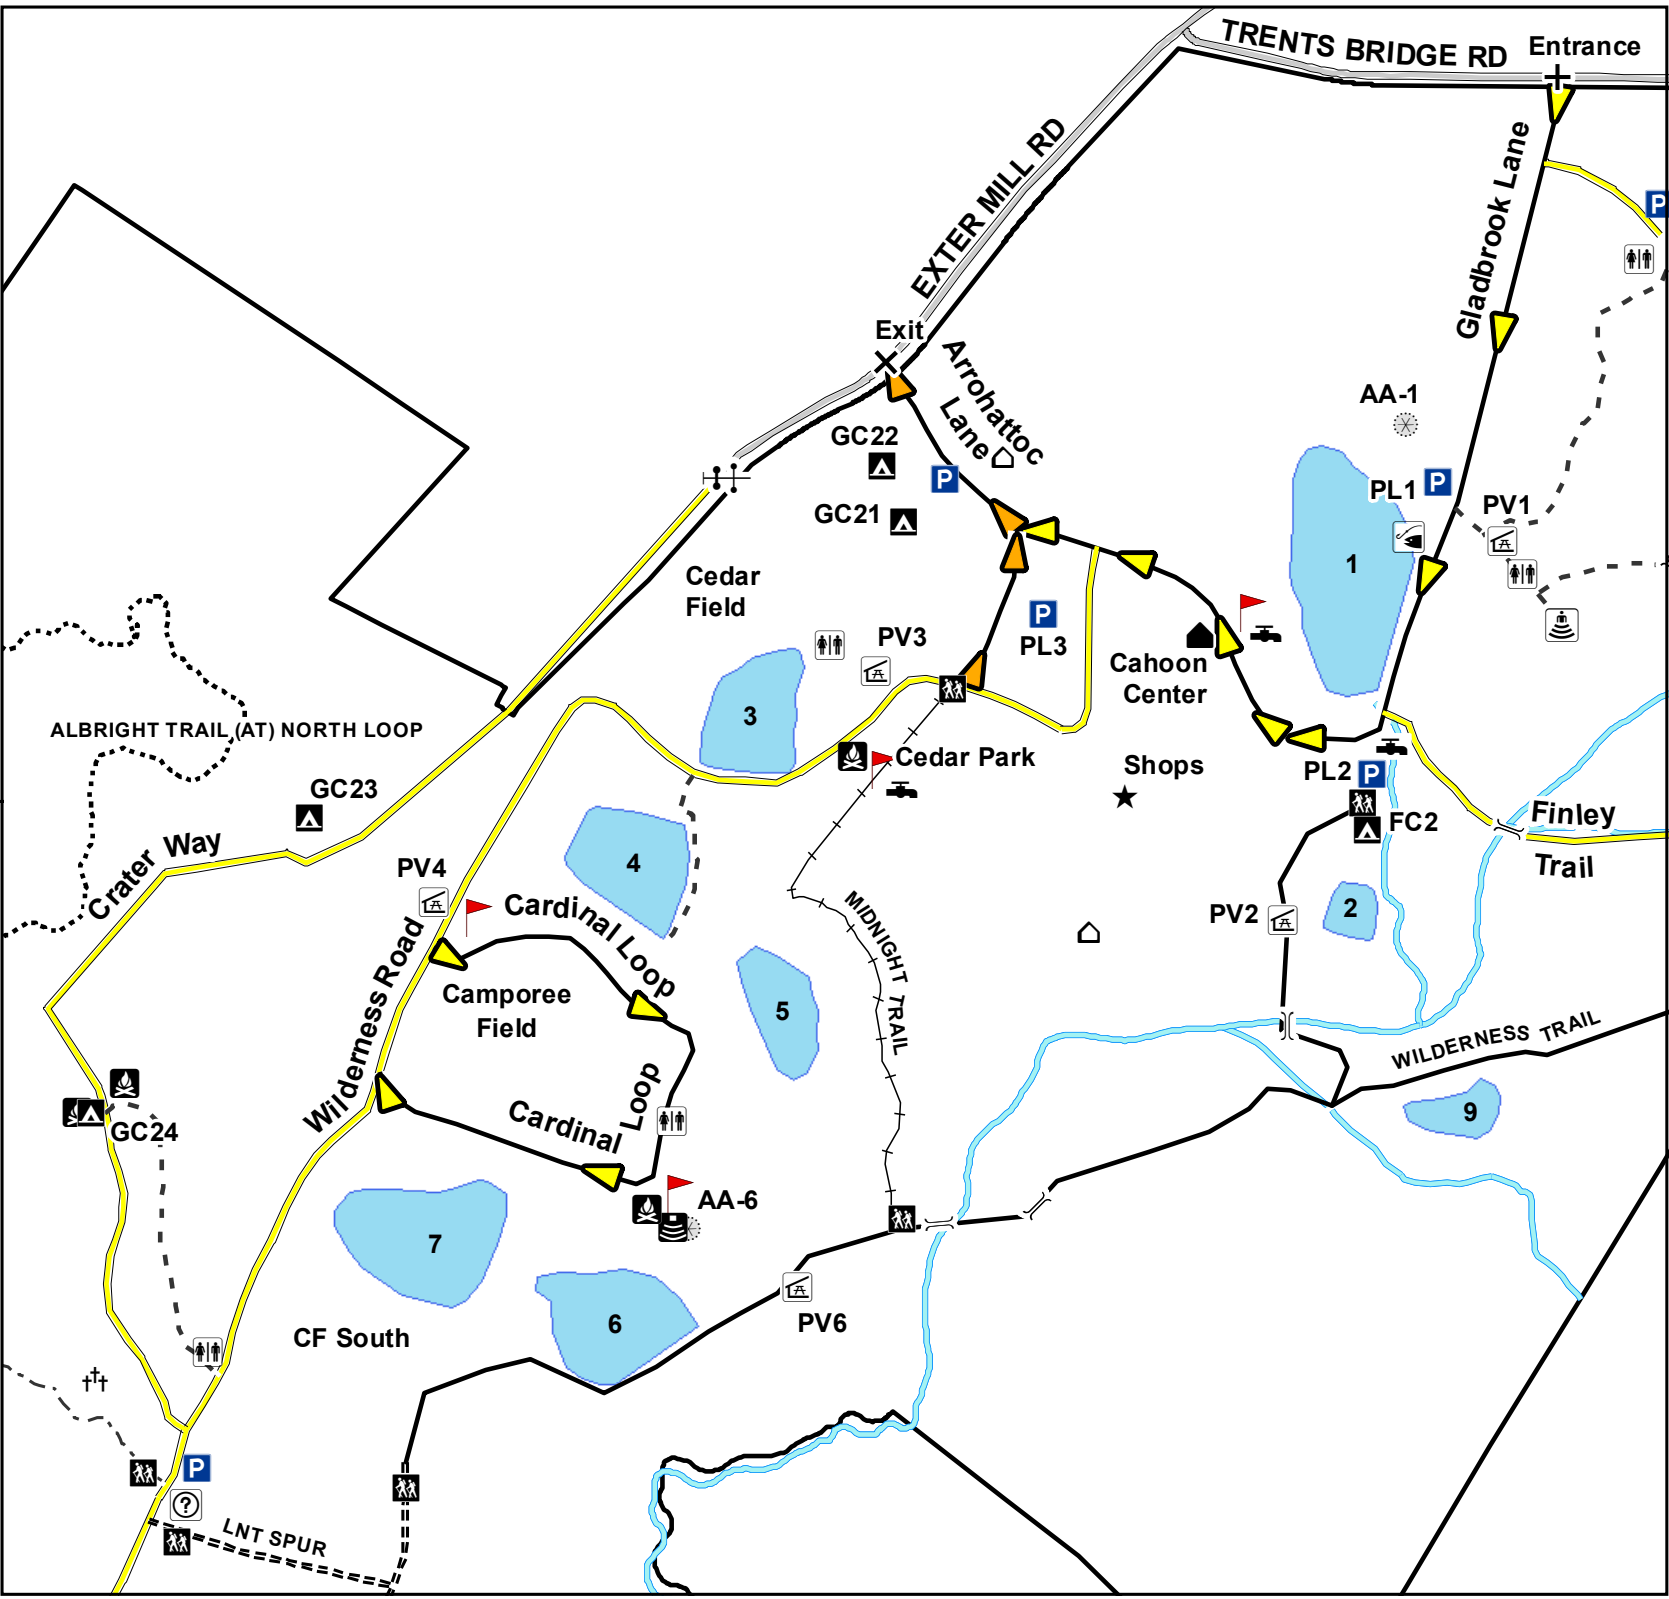 TRENTS BRIDGE RD
Entrance
EXTER MILL RD
Gladbrook Lane
P
Exit
Arrohattoc
Lane
AA-1
GC22
P
PL1
P
PV1
GC21
1
Cedar
Field
P
PL3
PV3
Cahoon
Center
3
ALBRIGHT TRAIL (AT) NORTH LOOP
Cedar Park
Shops
PL2
P
GC23
FC2
Finley
Trail
Crater Way
PV4
4
Cardinal Loop
MIDNIGHT TRAIL
PV2
2
Wilderness Road
Camporee
Field
5
WILDERNESS TRAIL
Cardinal
Loop
9
GC24
AA-6
7
CF South
6
PV6
P
?
LNT SPUR